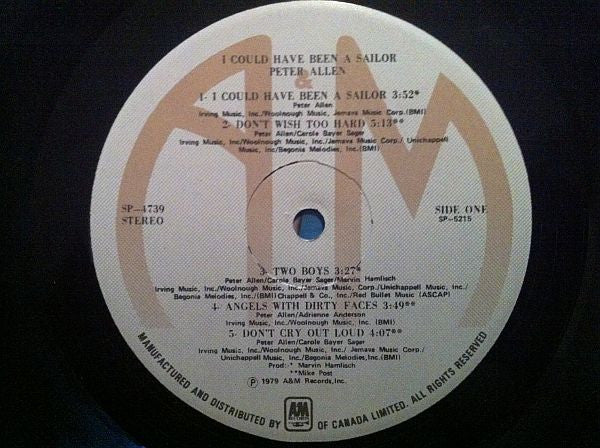 I COULD HAVE BEEN A SAILOR
PETER ALLEN
1- I COULD HAVE BEEN A SAILOR 3:52*
Peter Allen
Irving Music, Inc./Woolnough Music, Jemava Music Corp.(BMI)
2- DON'T WISH TOO HARD 5:13**
Peter Allen/Carole Bayer Sager
Irving Music, Inc/Woolnough Music, Inc/Jemava Music Corp./ Unichappell
Music, Inc/Begonia Melodies, Inc.(BMI)
SP-4739
STEREO
SIDE ONE
SP-5215
3- TWO BOYS 3:27*
Peter Allen/Carole Bayer Sager/Marvin Hamlisch
Irving Music, Inc./Woolnough Music, Inc./Jemava Music, Corp./Unichappell Music, Inc./
Begonia Melodies, Inc./(BMI) Chappell & Co., Inc./Red Bullet Music (ASCAP)
4- ANGELS WITH DIRTY FACES 3:49**
Peter Allen/Adrienne Anderson
Irving Music, Inc/Woolnough Music, Inc. (BMI)
5- DON'T CRY OUT LOUD 4:07**
Peter Allen/Carole Bayer Sager
Irving Music, Inc./Woolnough Music, Inc./ Jemava Music, Corp./
Unichappell Music, Inc./Begonia Melodies,Inc.(BMI)
Prod:* Marvin Hamlisch
**Mike Post
Ⓟ 1979 A&M Records,Inc.
MANUFACTURED AND DISTRIBUTED BY A&M RECORDS OF CANADA LIMITED. ALL RIGHTS RESERVED